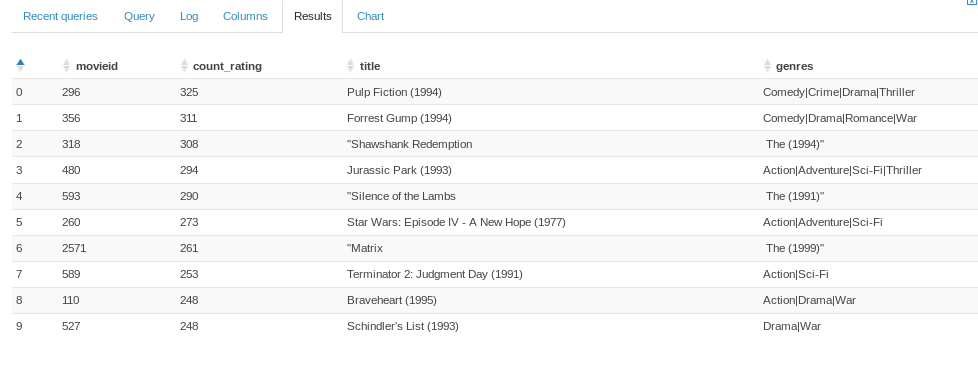 Recent queries Query Log Columns Results Chart
movieid count_rating title genres
0 296 325 Pulp Fiction (1994) Comedy|Crime|Drama|Thriller
1 356 311 Forrest Gump (1994) Comedy|Drama|Romance|War
2 318 308 "Shawshank Redemption The (1994)"
3 480 294 Jurassic Park (1993) Action|Adventure|Sci-Fi|Thriller
4 593 290 "Silence of the Lambs The (1991)"
5 260 273 Star Wars: Episode IV - A New Hope (1977) Action|Adventure|Sci-Fi
6 2571 261 "Matrix The (1999)"
7 589 253 Terminator 2: Judgment Day (1991) Action|Sci-Fi
8 110 248 Braveheart (1995) Action|Drama|War
9 527 248 Schindler's List (1993) Drama|War